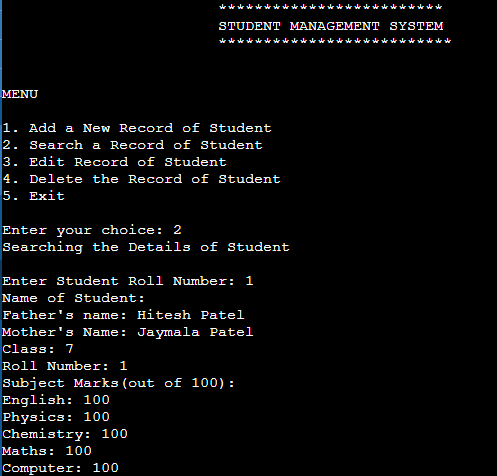 *************************
STUDENT MANAGEMENT SYSTEM
**************************
MENU
1. Add a New Record of Student
2. Search a Record of Student
3. Edit Record of Student
4. Delete the Record of Student
5. Exit
Enter your choice: 2
Searching the Details of Student
Enter Student Roll Number: 1
Name of Student:
Father's name: Hitesh Patel
Mother's Name: Jaymala Patel
Class: 7
Roll Number: 1
Subject Marks(out of 100):
English: 100
Physics: 100
Chemistry: 100
Maths: 100
Computer: 100